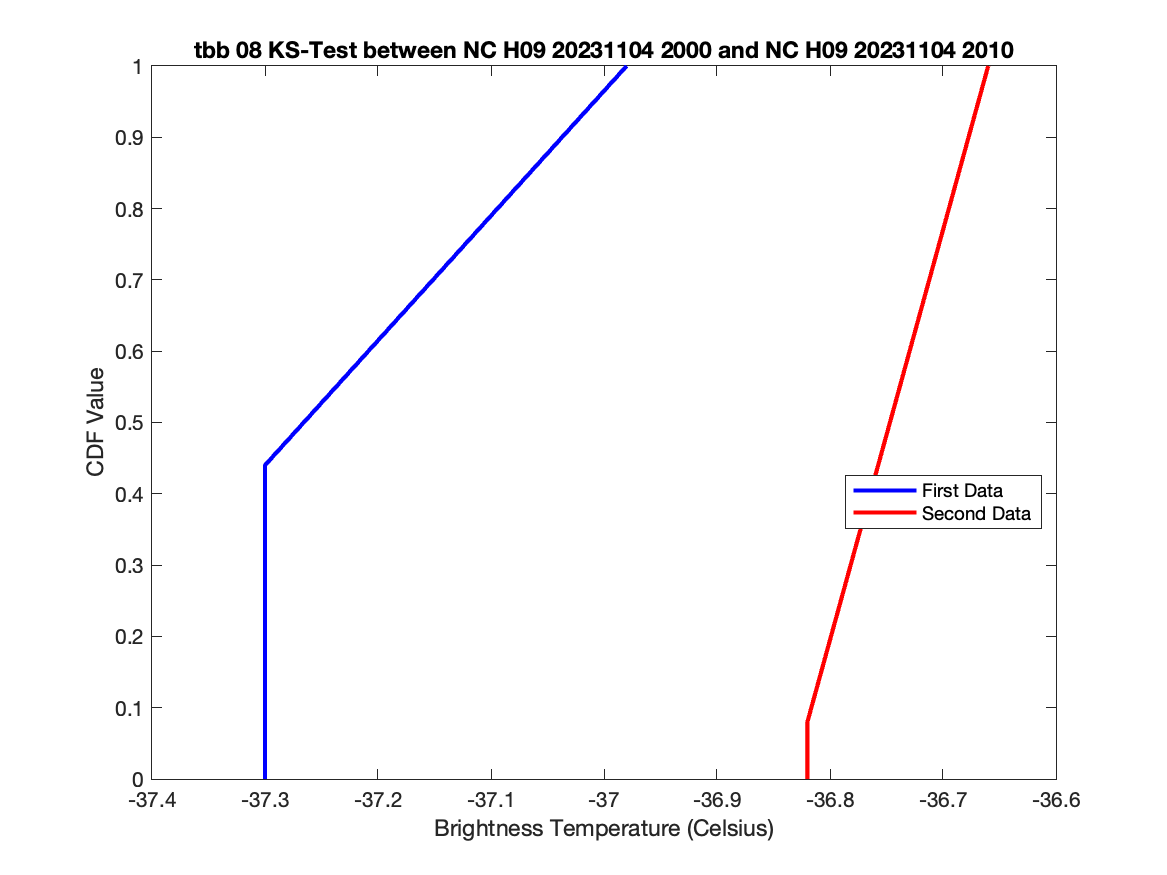 tbb 08 KS-Test between NC H09 20231104 2000 and NC H09 20231104 2010
1
0.9
0.8
0.7
0.6
0.5
0.4
0.3
0.2
0.1
0
CDF Value
First Data
Second Data
-37.4 -37.3 -37.2 -37.1 -37 -36.9 -36.8 -36.7 -36.6
Brightness Temperature (Celsius)